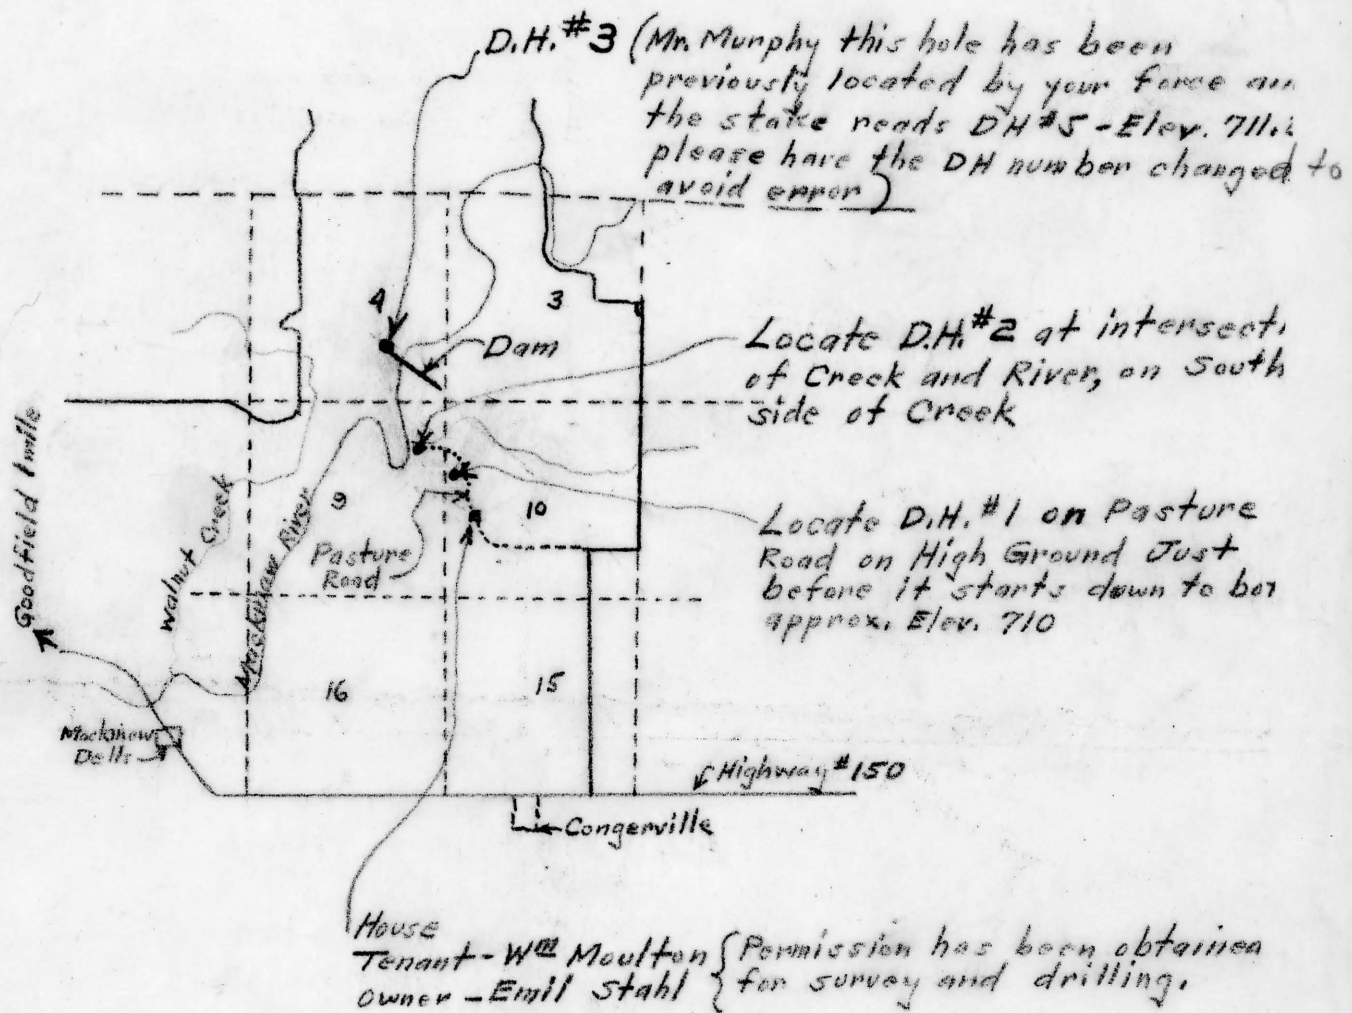 D.H. #3 (Mr. Murphy this hole has been
previously located by your force
the stake reads DH #5 - Elev. 711.
please have the DH number changed to
avoid error)
4
3
Dam
Locate D.H. #2 at intersecti
of Creek and River, on South
side of Creek
Goodfield 1 mile
Walnut Creek
Mackinaw River
9
10
Pasture
Road
Locate D.H. #1 on Pasture
Road on High Ground Just
before it starts down to bot
approx. Elev. 710
16
15
Mackinaw
Dells
Highway #150
Congerville
House
Tenant - Wm Moulton { Permission has been obtained
Owner - Emil Stahl { for survey and drilling.